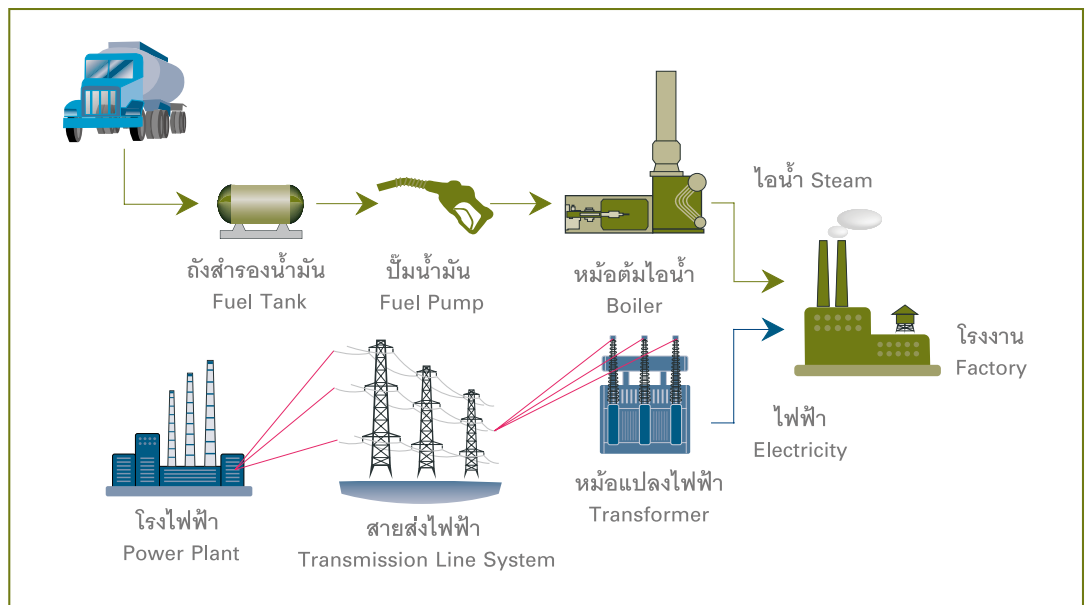 ไอน้ำ Steam
ถังสำรองน้ำมัน
Fuel Tank
ปั๊มน้ำมัน
Fuel Pump
หม้อต้มไอน้ำ
Boiler
โรงงาน
Factory
ไฟฟ้า
Electricity
โรงไฟฟ้า
Power Plant
สายส่งไฟฟ้า
Transmission Line System
หม้อแปลงไฟฟ้า
Transformer